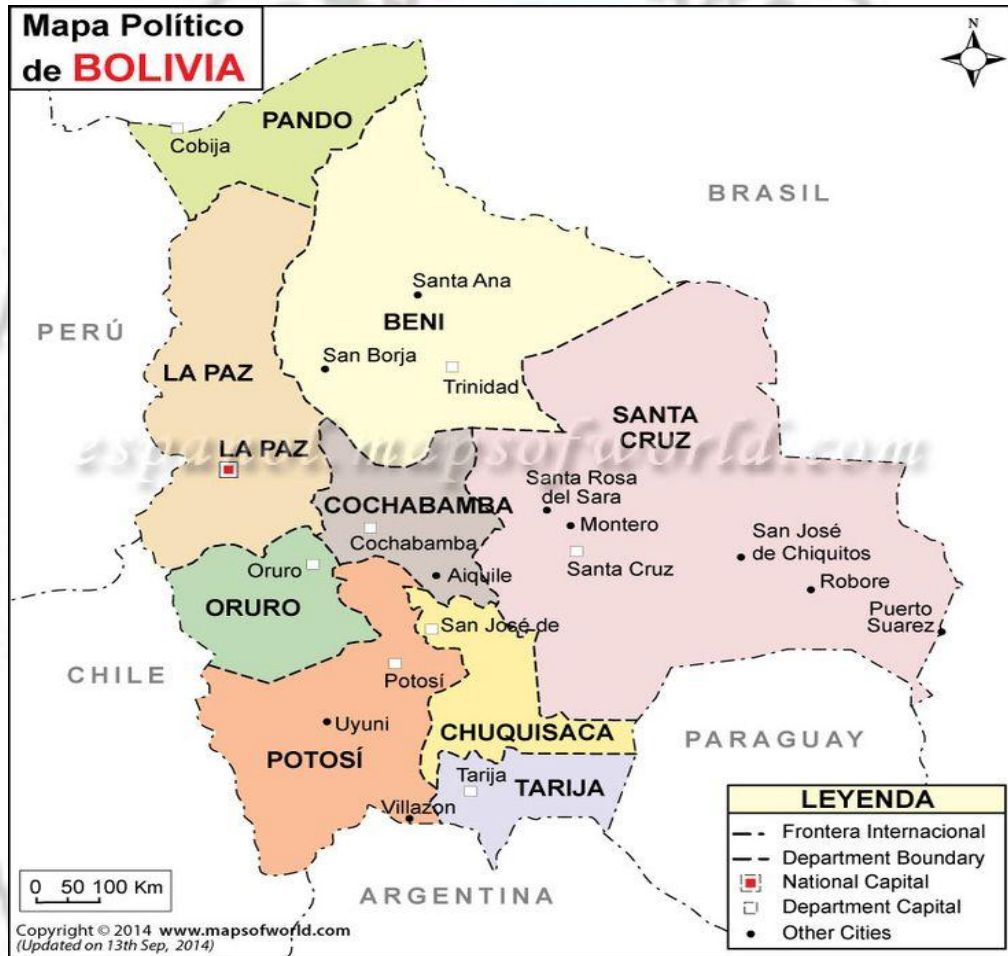 Mapa Político
de BOLIVIA
PANDO
Cobija
BRASIL
Santa Ana
BENI
PERÚ
San Borja
LA PAZ
Trinidad
SANTA
CRUZ
espanol.mapsofworld.com
LA PAZ
Santa Rosa
del Sara
COCHABAMBA
Montero
San José
de Chiquitos
Cochabamba
Oruro
Aiquile
Santa Cruz
Robore
ORURO
Puerto
Suarez
San José de
CHILE
Potosí
Uyuni
CHUQUISACA
PARAGUAY
POTOSÍ
Tarija
TARIJA
Villazon
LEYENDA
Frontera Internacional
Department Boundary
National Capital
Department Capital
Other Cities
0 50 100 Km
ARGENTINA
Copyright © 2014 www.mapsofworld.com
(Updated on 13th Sep, 2014)